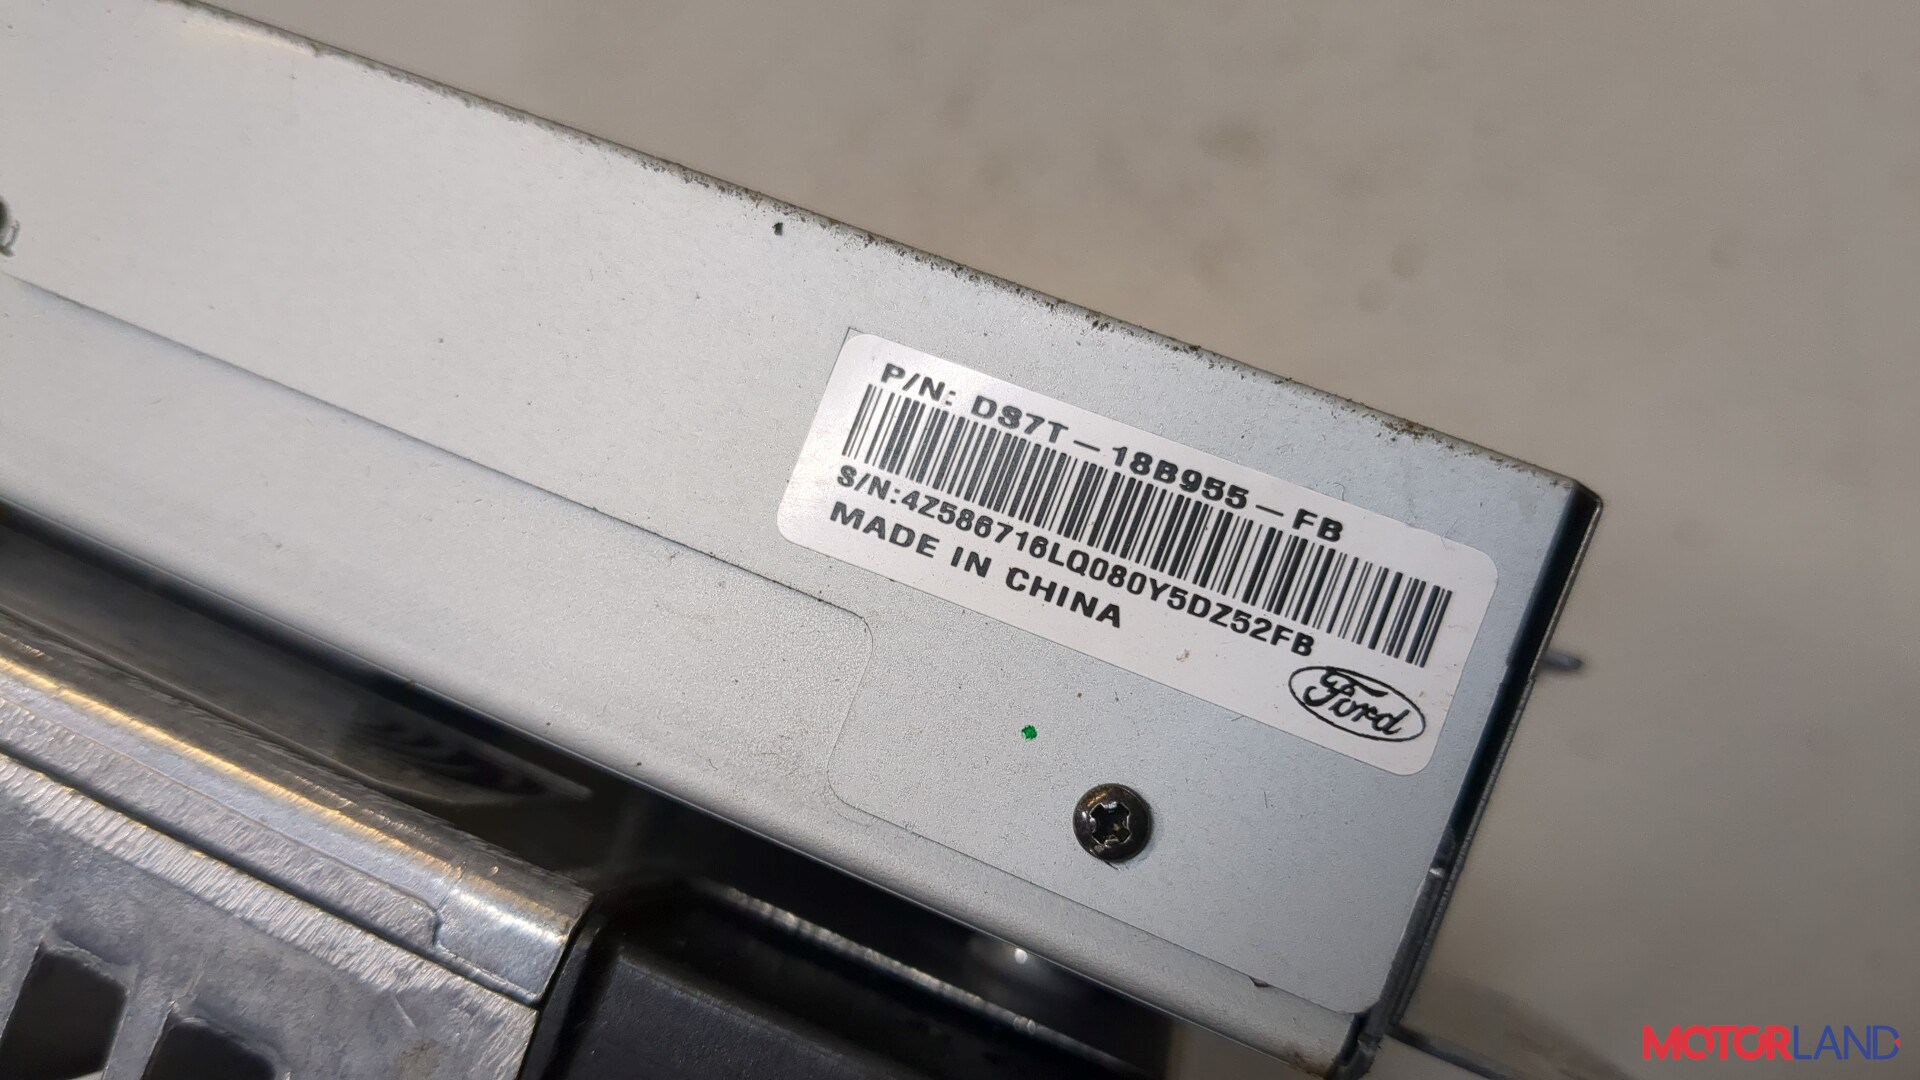 P/N: DS7T-18B955-FB
S/N:4Z586716LQ080Y5DZ52FB
MADE IN CHINA
Ford
MOTORLAND